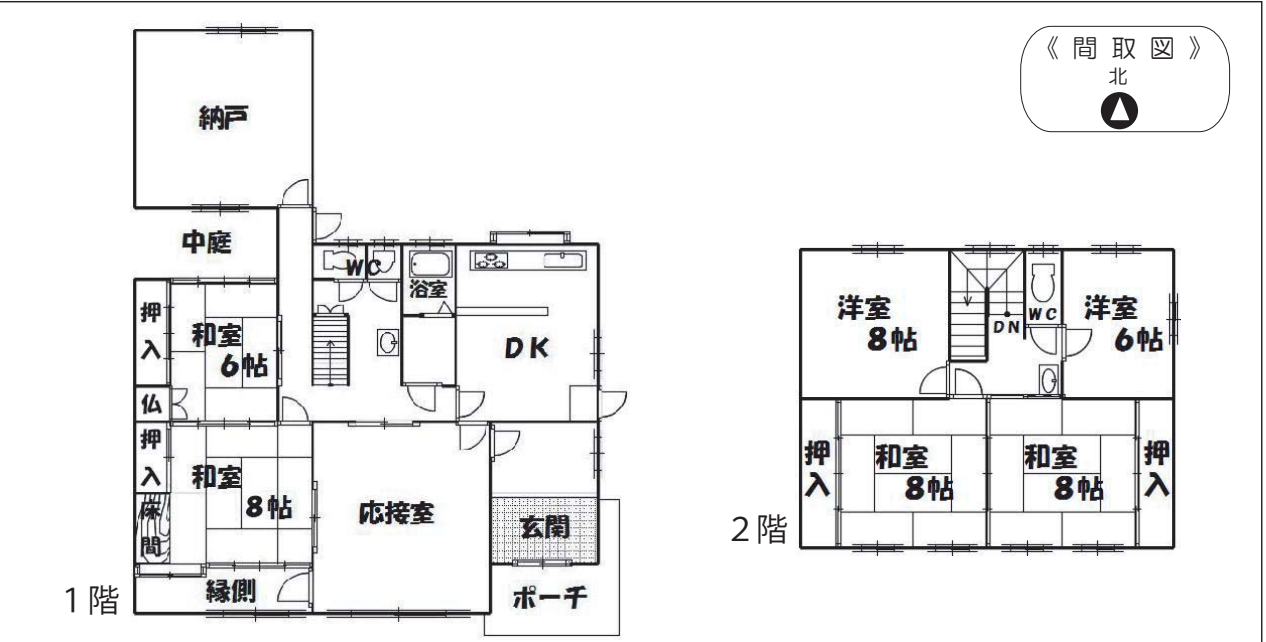 《間取図》
北
納戸
中庭
押入
和室
6帖
仏
WC
浴室
DK
押入
和室
8帖
床間
縁側
応接室
玄関
ポーチ
1階
洋室
8帖
DN
WC
洋室
6帖
押入
和室
8帖
和室
8帖
押入
2階